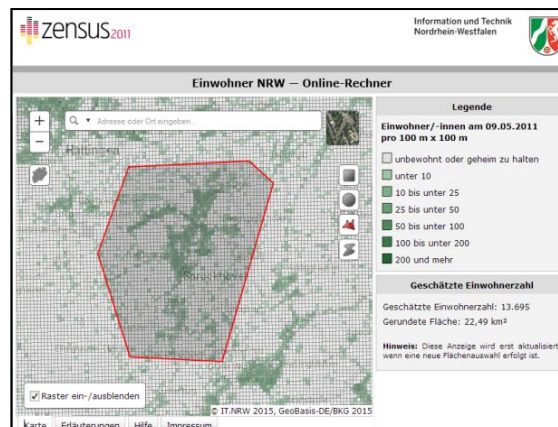 zensus2011
Information und Technik
Nordrhein-Westfalen
Einwohner NRW — Online-Rechner
+
−
Adresse oder Ort eingeben
Hattingen
Sprockhövel
Raster ein-/ausblenden
© IT.NRW 2015, GeoBasis-DE/BKG 2015
Karte Erläuterungen Hilfe Impressum
Legende
Einwohner/-innen am 09.05.2011
pro 100 m x 100 m
unbewohnt oder geheim zu halten
unter 10
10 bis unter 25
25 bis unter 50
50 bis unter 100
100 bis unter 200
200 und mehr
Geschätzte Einwohnerzahl
Geschätzte Einwohnerzahl: 13.695
Gerundete Fläche: 22,49 km²
Hinweis: Diese Anzeige wird erst aktualisiert
wenn eine neue Flächenauswahl erfolgt ist.